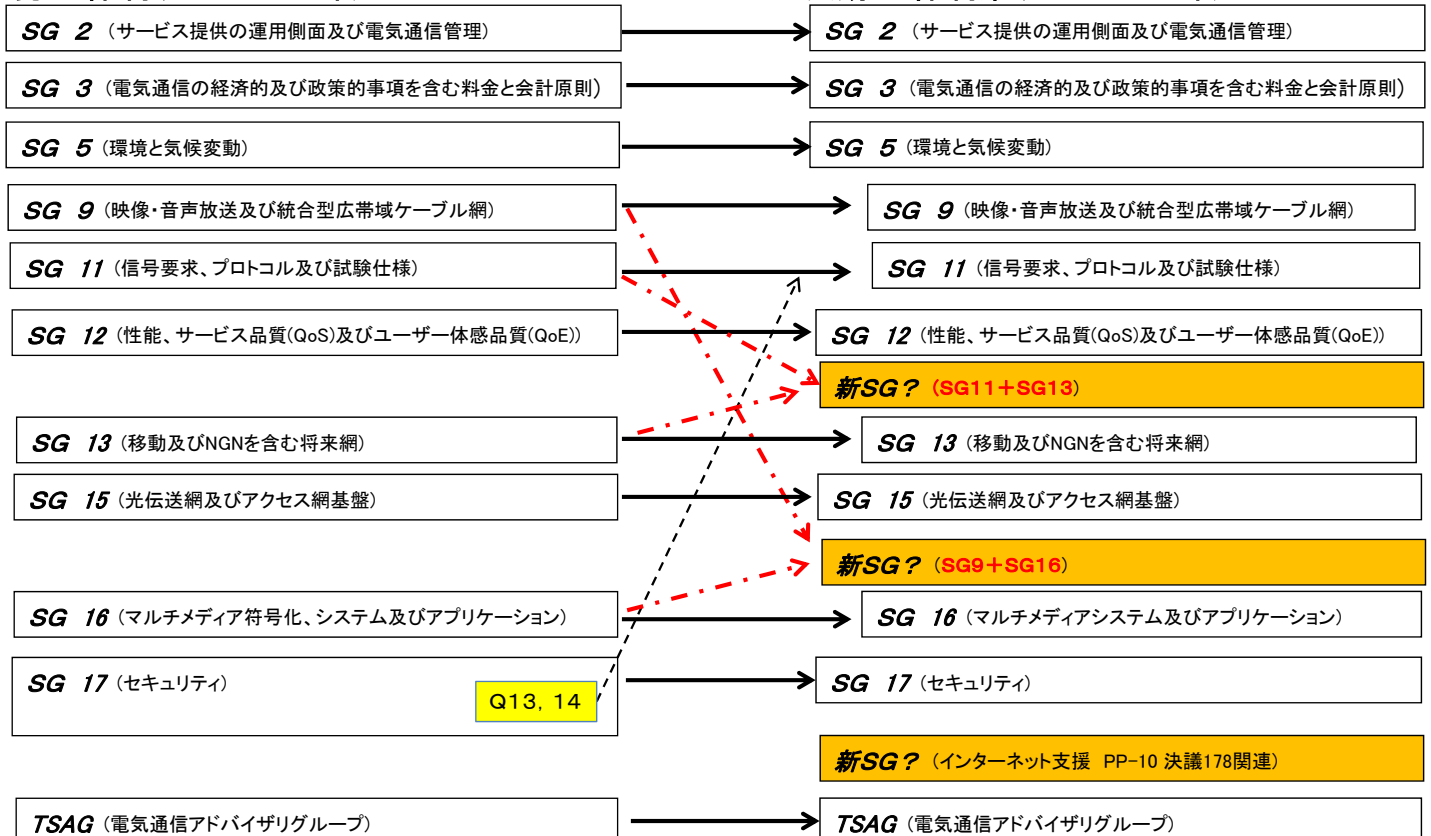 SG 2 (サービス提供の運用側面及び電気通信管理)
SG 2 (サービス提供の運用側面及び電気通信管理)
SG 3 (電気通信の経済的及び政策的事項を含む料金と会計原則)
SG 3 (電気通信の経済的及び政策的事項を含む料金と会計原則)
SG 5 (環境と気候変動)
SG 5 (環境と気候変動)
SG 9 (映像・音声放送及び統合型広帯域ケーブル網)
SG 9 (映像・音声放送及び統合型広帯域ケーブル網)
SG 11 (信号要求、プロトコル及び試験仕様)
SG 11 (信号要求、プロトコル及び試験仕様)
SG 12 (性能、サービス品質(QoS)及びユーザー体感品質(QoE))
SG 12 (性能、サービス品質(QoS)及びユーザー体感品質(QoE))
新SG? (SG11+SG13)
SG 13 (移動及びNGNを含む将来網)
SG 13 (移動及びNGNを含む将来網)
SG 15 (光伝送網及びアクセス網基盤)
SG 15 (光伝送網及びアクセス網基盤)
新SG? (SG9+SG16)
SG 16 (マルチメディア符号化、システム及びアプリケーション)
SG 16 (マルチメディアシステム及びアプリケーション)
SG 17 (セキュリティ)
Q13, 14
SG 17 (セキュリティ)
新SG? (インターネット支援 PP-10 決議178関連)
TSAG (電気通信アドバイザリグループ)
TSAG (電気通信アドバイザリグループ)